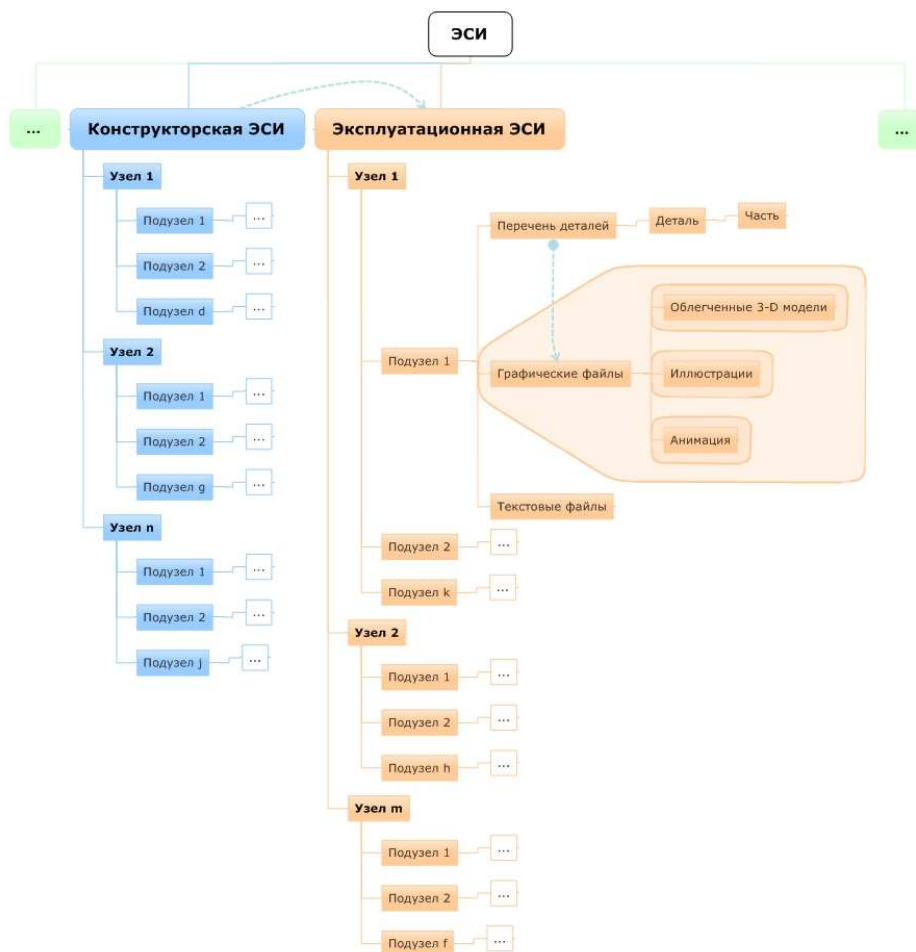 ЭСИ
...
Конструкторская ЭСИ
Эксплуатационная ЭСИ
...
Узел 1
Подузел 1
...
Подузел 2
...
Подузел d
...
Узел 2
Подузел 1
...
Подузел 2
...
Подузел g
...
Узел n
Подузел 1
...
Подузел 2
...
Подузел j
...
Узел 1
Подузел 1
Перечень деталей
Деталь
Часть
Графические файлы
Облегченные 3-D модели
Иллюстрации
Анимация
Текстовые файлы
Подузел 2
...
Подузел k
...
Узел 2
Подузел 1
...
Подузел 2
...
Подузел h
...
Узел m
Подузел 1
...
Подузел 2
...
Подузел f
...